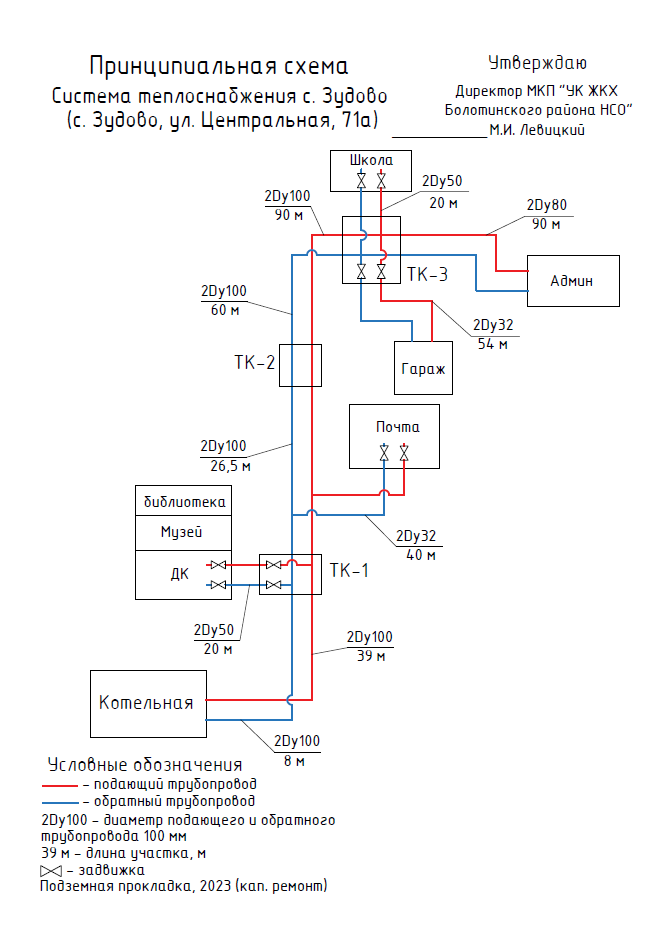 Принципиальная схема
Система теплоснабжения с. Зудово
(с. Зудово, ул. Центральная, 71а)
Утверждаю
Директор МКП "УК ЖКХ
Болотинского района НСО"
М.И. Левицкий
Школа
2Dy50
20 м
2Dy100
90 м
2Dy80
90 м
ТК-3
Админ
2Dy100
60 м
2Dy32
54 м
ТК-2
Гараж
Почта
2Dy100
26,5 м
библиотека
Музей
ДК
2Dy32
40 м
ТК-1
2Dy50
20 м
2Dy100
39 м
Котельная
2Dy100
8 м
Условные обозначения
– подающий трубопровод
– обратный трубопровод
2Dy100 – диаметр подающего и обратного
трубопровода 100 мм
39 м – длина участка, м
– задвижка
Подземная прокладка, 2023 (кап. ремонт)